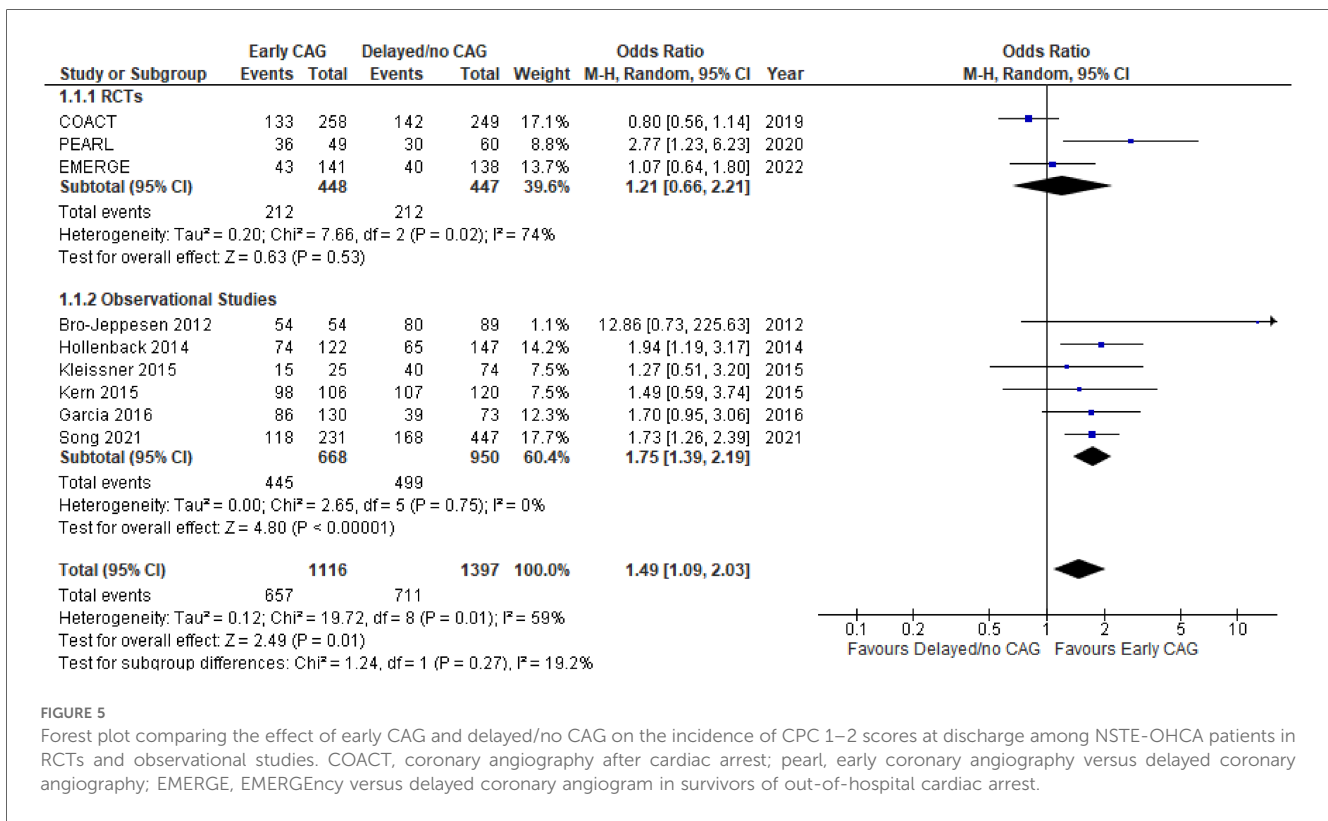 Early CAG Delayed/no CAG Odds Ratio Odds Ratio
Study or Subgroup Events Total Events Total Weight M-H, Random, 95% CI Year M-H, Random, 95% CI
1.1.1 RCTs
COACT 133 258 142 249 17.1% 0.80 [0.56, 1.14] 2019
PEARL 36 49 30 60 8.8% 2.77 [1.23, 6.23] 2020
EMERGE 43 141 40 138 13.7% 1.07 [0.64, 1.80] 2022
Subtotal (95% CI) 448 447 39.6% 1.21 [0.66, 2.21]
Total events 212 212
Heterogeneity: Tau² = 0.20; Chi² = 7.66, df = 2 (P = 0.02); I² = 74%
Test for overall effect: Z = 0.63 (P = 0.53)
1.1.2 Observational Studies
Bro-Jeppesen 2012 54 54 80 89 1.1% 12.86 [0.73, 225.63] 2012
Hollenback 2014 74 122 65 147 14.2% 1.94 [1.19, 3.17] 2014
Kleissner 2015 15 25 40 74 7.5% 1.27 [0.51, 3.20] 2015
Kern 2015 98 106 107 120 7.5% 1.49 [0.59, 3.74] 2015
Garcia 2016 86 130 39 73 12.3% 1.70 [0.95, 3.06] 2016
Song 2021 118 231 168 447 17.7% 1.73 [1.26, 2.39] 2021
Subtotal (95% CI) 668 950 60.4% 1.75 [1.39, 2.19]
Total events 445 499
Heterogeneity: Tau² = 0.00; Chi² = 2.65, df = 5 (P = 0.75); I² = 0%
Test for overall effect: Z = 4.80 (P < 0.00001)
Total (95% CI) 1116 1397 100.0% 1.49 [1.09, 2.03]
Total events 657 711
Heterogeneity: Tau² = 0.12; Chi² = 19.72, df = 8 (P = 0.01); I² = 59%
Test for overall effect: Z = 2.49 (P = 0.01)
Test for subgroup differences: Chi² = 1.24, df = 1 (P = 0.27), I² = 19.2%
0.1 0.2 0.5 1 2 5 10
Favours Delayed/no CAG Favours Early CAG
FIGURE 5
Forest plot comparing the effect of early CAG and delayed/no CAG on the incidence of CPC 1–2 scores at discharge among NSTE-OHCA patients in
RCTs and observational studies. COACT, coronary angiography after cardiac arrest; pearl, early coronary angiography versus delayed coronary
angiography; EMERGE, EMERGEncy versus delayed coronary angiogram in survivors of out-of-hospital cardiac arrest.